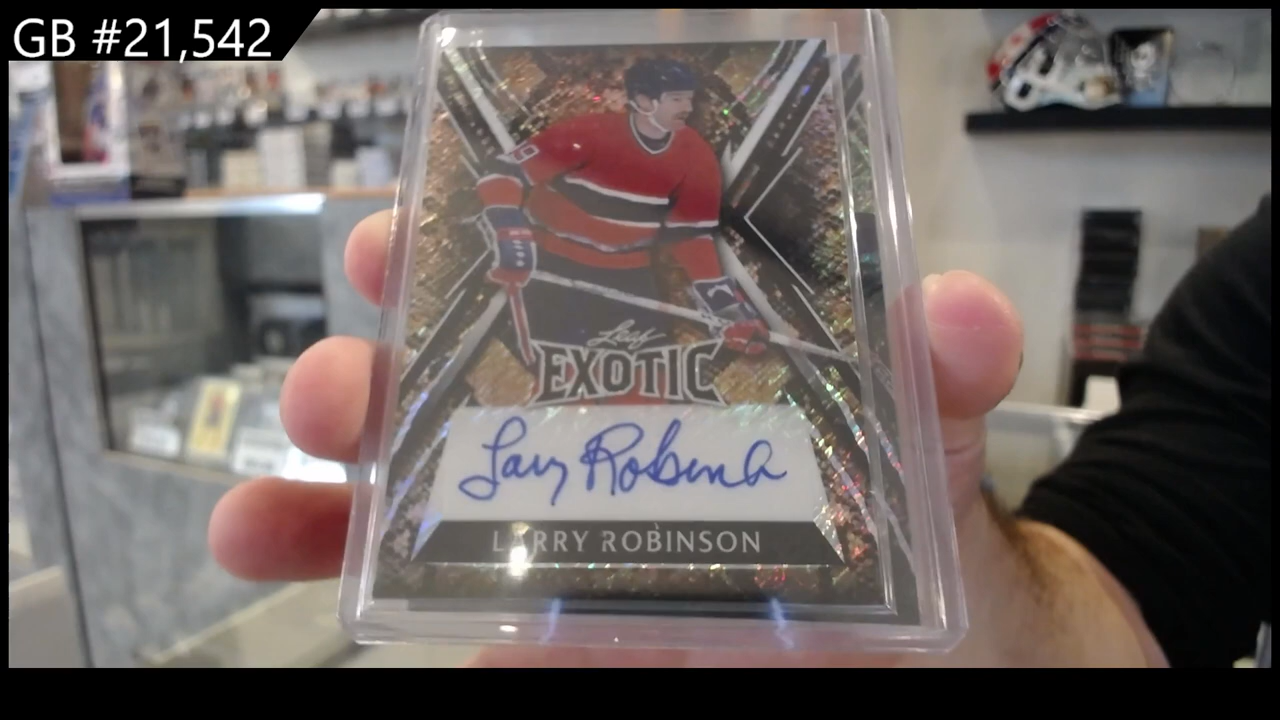 GB #21,542
Leaf
EXOTIC
Larry Robinson
LARRY ROBINSON